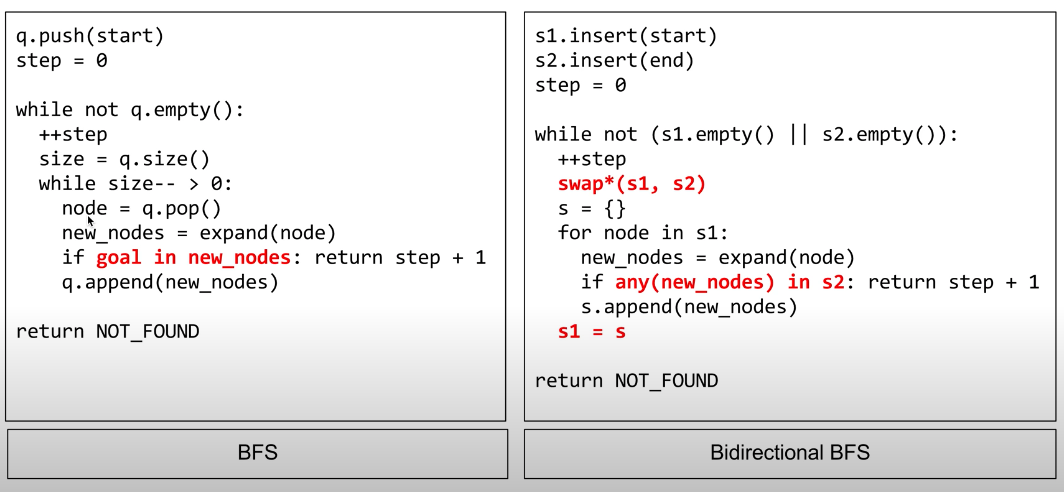 q.push(start)
step = 0
while not q.empty():
++step
size = q.size()
while size-- > 0:
node = q.pop()
new_nodes = expand(node)
if goal in new_nodes: return step + 1
q.append(new_nodes)
return NOT_FOUND
BFS
s1.insert(start)
s2.insert(end)
step = 0
while not (s1.empty() || s2.empty()):
++step
swap*(s1, s2)
s = {}
for node in s1:
new_nodes = expand(node)
if any(new_nodes) in s2: return step + 1
s.append(new_nodes)
s1 = s
return NOT_FOUND
Bidirectional BFS